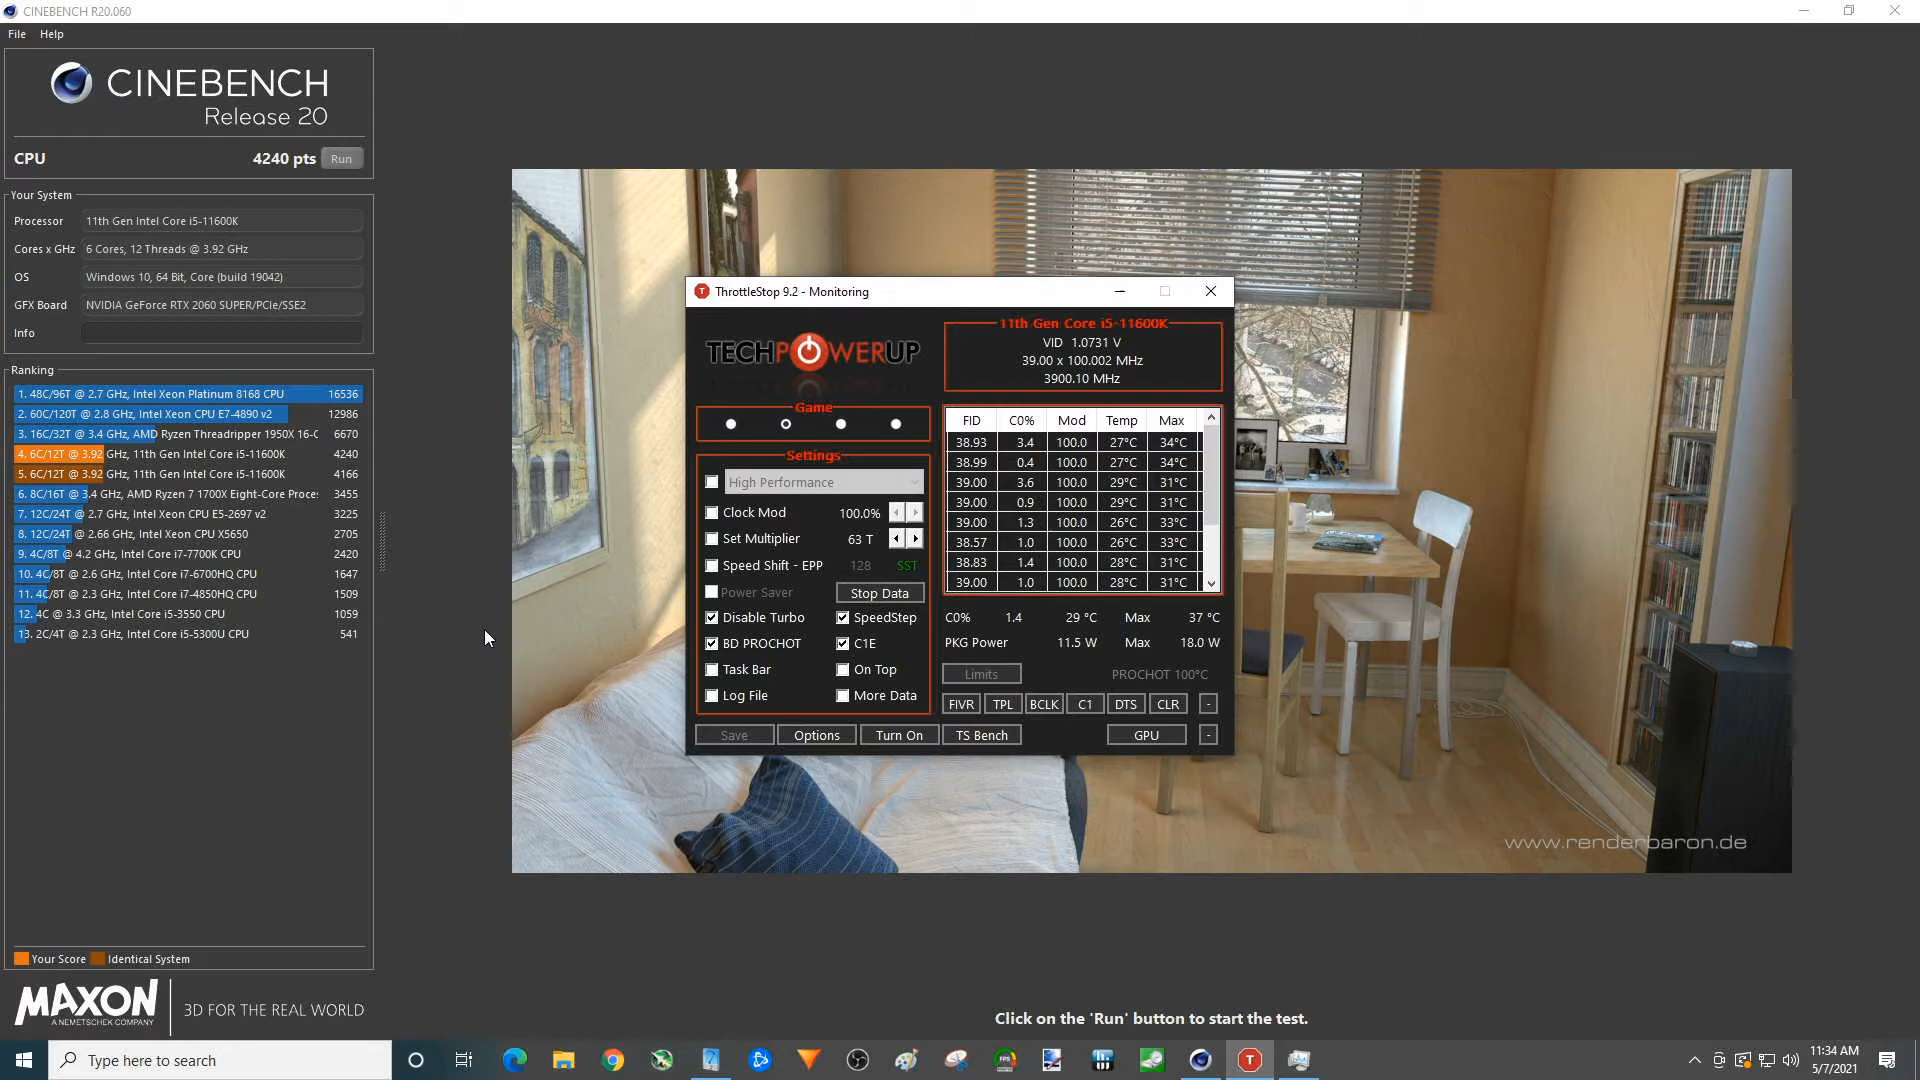 CINEBENCH R20.060
File Help
CINEBENCH
Release 20
CPU 4240 pts Run
Your System
Processor 11th Gen Intel Core i5-11600K
Cores x GHz 6 Cores, 12 Threads @ 3.92 GHz
OS Windows 10, 64 Bit, Core (build 19042)
GFX Board NVIDIA GeForce RTX 2060 SUPER/PCIe/SSE2
Info
Ranking
1. 48C/96T @ 2.7 GHz, Intel Xeon Platinum 8168 CPU 16536
2. 60C/120T @ 2.8 GHz, Intel Xeon CPU E7-4890 v2 12986
3. 16C/32T @ 3.4 GHz, AMD Ryzen Threadripper 1950X 16-C 6670
4. 6C/12T @ 3.92 GHz, 11th Gen Intel Core i5-11600K 4240
5. 6C/12T @ 3.92 GHz, 11th Gen Intel Core i5-11600K 4166
6. 8C/16T @ 3.4 GHz, AMD Ryzen 7 1700X Eight-Core Proce: 3455
7. 12C/24T @ 2.7 GHz, Intel Xeon CPU E5-2697 v2 3225
8. 12C/24T @ 2.66 GHz, Intel Xeon CPU X5650 2705
9. 4C/8T @ 4.2 GHz, Intel Core i7-7700K CPU 2420
10. 4C/8T @ 2.6 GHz, Intel Core i7-6700HQ CPU 1647
11. 4C/8T @ 2.3 GHz, Intel Core i7-4850HQ CPU 1509
12. 4C @ 3.3 GHz, Intel Core i5-3550 CPU 1059
13. 2C/4T @ 2.3 GHz, Intel Core i5-5300U CPU 541
Your Score Identical System
MAXON
A NEMETSCHEK COMPANY
3D FOR THE REAL WORLD
ThrottleStop 9.2 - Monitoring
TECHPOWERUP
11th Gen Core i5-11600K
VID 1.0731 V
39.00 x 100.002 MHz
3900.10 MHz
Game
Settings
High Performance
Clock Mod 100.0%
Set Multiplier 63 T
Speed Shift - EPP 128 SST
Power Saver Stop Data
Disable Turbo SpeedStep
BD PROCHOT C1E
Task Bar On Top
Log File More Data
Save Options Turn On TS Bench
FID C0% Mod Temp Max
38.93 3.4 100.0 27°C 34°C
38.99 0.4 100.0 27°C 34°C
39.00 3.6 100.0 29°C 31°C
39.00 0.9 100.0 29°C 31°C
39.00 1.3 100.0 26°C 33°C
38.57 1.0 100.0 26°C 33°C
38.83 1.4 100.0 28°C 31°C
39.00 1.0 100.0 28°C 31°C
C0% 1.4 29 °C Max 37 °C
PKG Power 11.5 W Max 18.0 W
Limits PROCHOT 100°C
FIVR TPL BCLK C1 DTS CLR -
GPU -
www.renderbaron.de
Click on the 'Run' button to start the test.
Type here to search
11:34 AM
5/7/2021